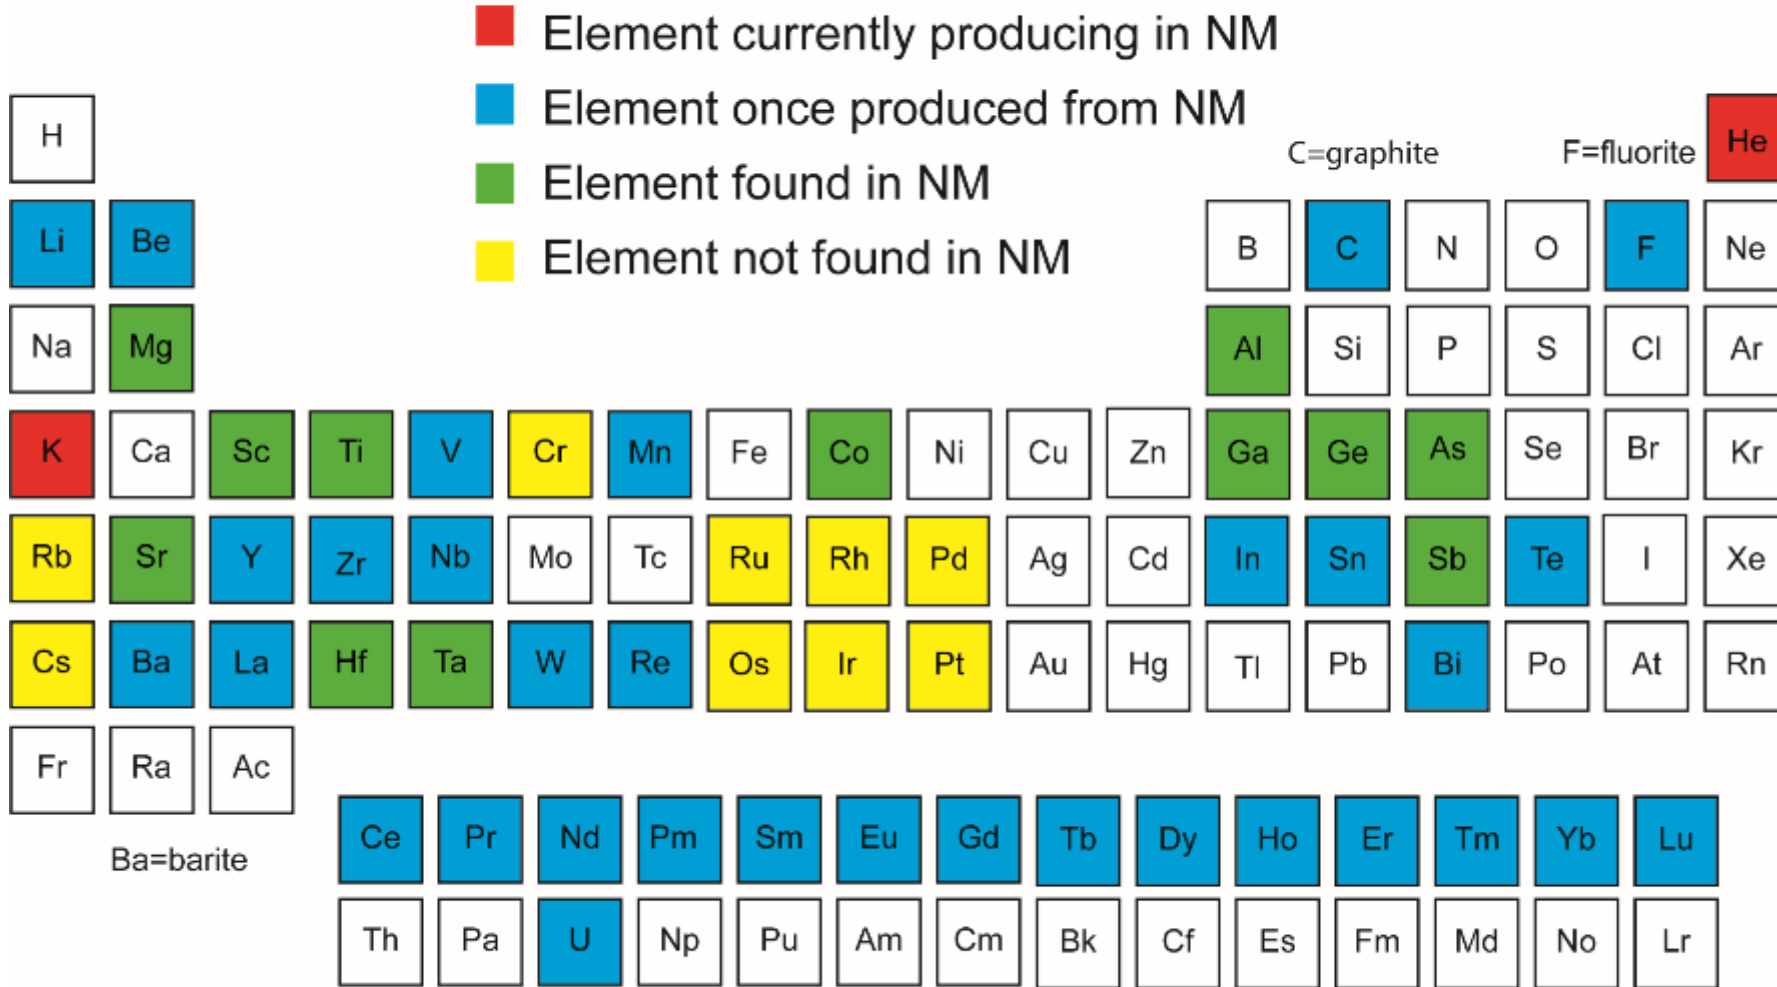 Element currently producing in NM
Element once produced from NM
Element found in NM
Element not found in NM
C=graphite F=fluorite
H He
Li Be B C N O F Ne
Na Mg Al Si P S Cl Ar
K Ca Sc Ti V Cr Mn Fe Co Ni Cu Zn Ga Ge As Se Br Kr
Rb Sr Y Zr Nb Mo Tc Ru Rh Pd Ag Cd In Sn Sb Te I Xe
Cs Ba La Hf Ta W Re Os Ir Pt Au Hg Tl Pb Bi Po At Rn
Fr Ra Ac
Ba=barite
Ce Pr Nd Pm Sm Eu Gd Tb Dy Ho Er Tm Yb Lu
Th Pa U Np Pu Am Cm Bk Cf Es Fm Md No Lr